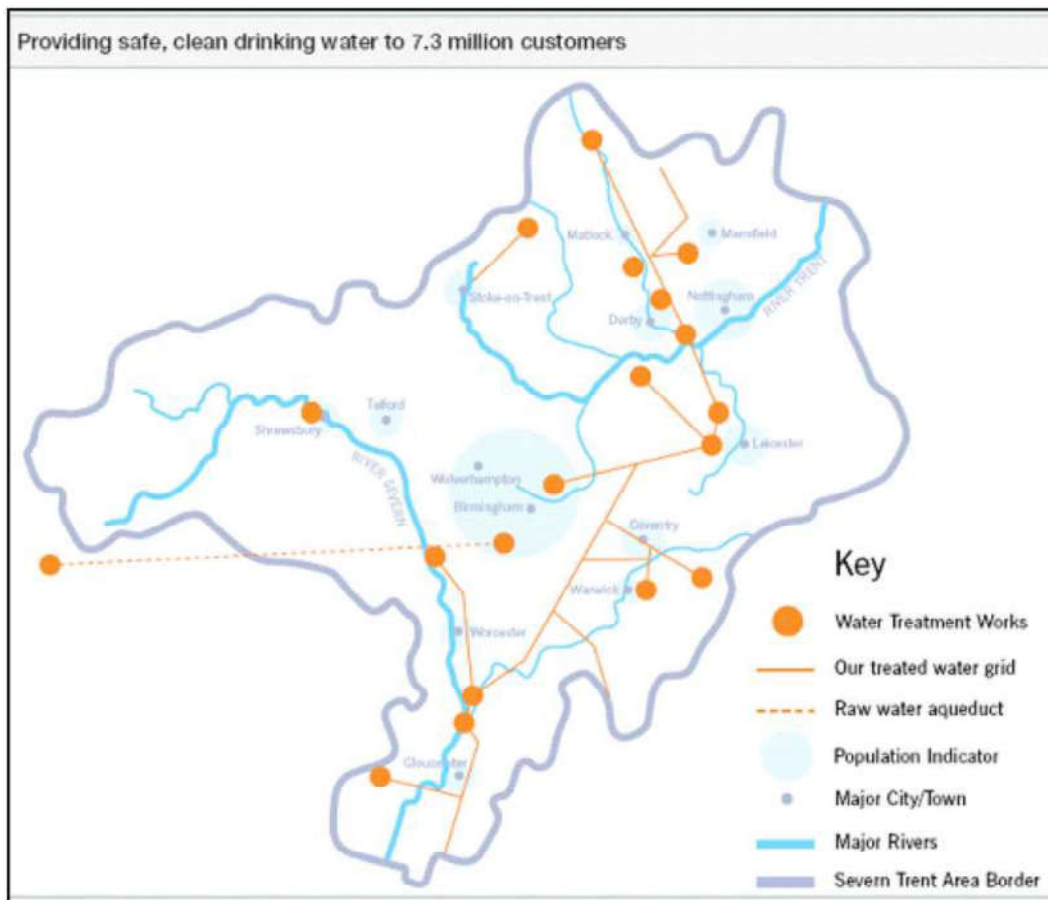 Providing safe, clean drinking water to 7.3 million customers
Matlock
Mansfield
Stoke-on-Trent
Nottingham
RIVER TRENT
Derby
Telford
Shrewsbury
Leicester
RIVER SEVERN
Wolverhampton
Birmingham
Coventry
Warwick
Worcester
Gloucester
Key
Water Treatment Works
Our treated water grid
Raw water aqueduct
Population Indicator
Major City/Town
Major Rivers
Severn Trent Area Border